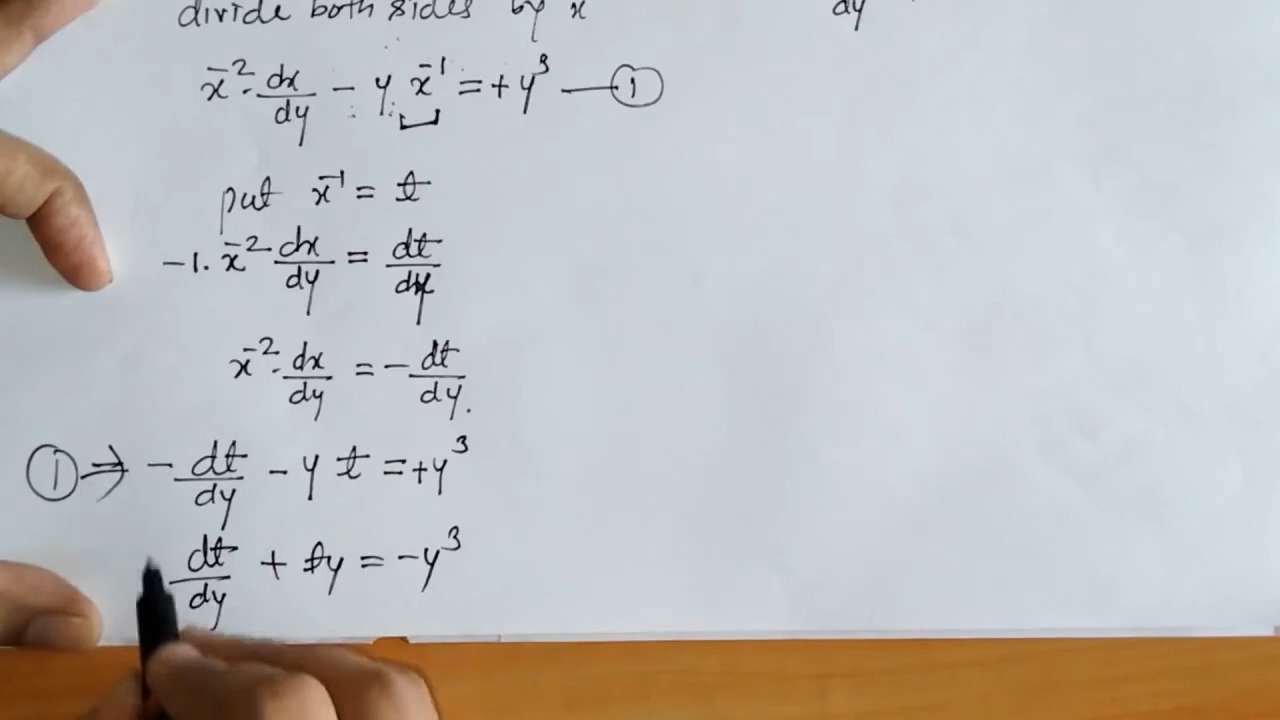 divide both sides by x
dy
x⁻² · dx/dy − y x⁻¹ = + y³ — ①
put x⁻¹ = t
−1. x⁻² dx/dy = dt/dy
x⁻² · dx/dy = − dt/dy.
① ⇒ − dt/dy − y t = + y³
dt/dy + ty = − y³